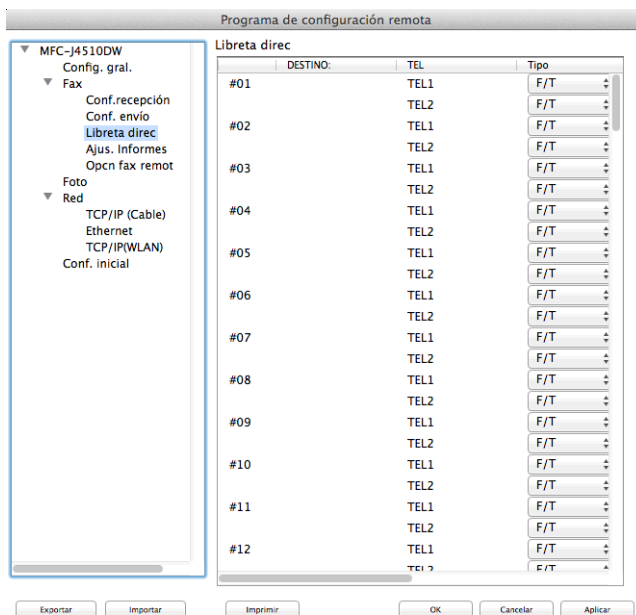 Programa de configuración remota
MFC-J4510DW
Config. gral.
Fax
Conf.recepción
Conf. envío
Libreta direc
Ajus. Informes
Opcn fax remot
Foto
Red
TCP/IP (Cable)
Ethernet
TCP/IP(WLAN)
Conf. inicial
Libreta direc
DESTINO: TEL Tipo
#01 TEL1 F/T
TEL2 F/T
#02 TEL1 F/T
TEL2 F/T
#03 TEL1 F/T
TEL2 F/T
#04 TEL1 F/T
TEL2 F/T
#05 TEL1 F/T
TEL2 F/T
#06 TEL1 F/T
TEL2 F/T
#07 TEL1 F/T
TEL2 F/T
#08 TEL1 F/T
TEL2 F/T
#09 TEL1 F/T
TEL2 F/T
#10 TEL1 F/T
TEL2 F/T
#11 TEL1 F/T
TEL2 F/T
#12 TEL1 F/T
TEL2 F/T
Exportar Importar Imprimir OK Cancelar Aplicar